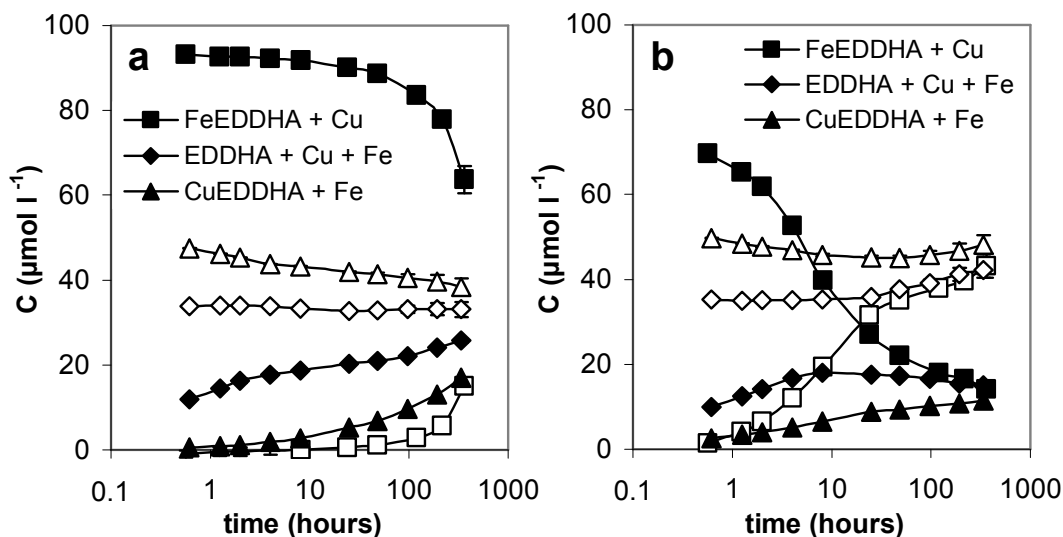 a
100
80
60
40
20
0
C (µmol l⁻¹)
FeEDDHA + Cu
EDDHA + Cu + Fe
CuEDDHA + Fe
0.1 1 10 100 1000
time (hours)
b
100
80
60
40
20
0
C (µmol l⁻¹)
FeEDDHA + Cu
EDDHA + Cu + Fe
CuEDDHA + Fe
0.1 1 10 100 1000
time (hours)